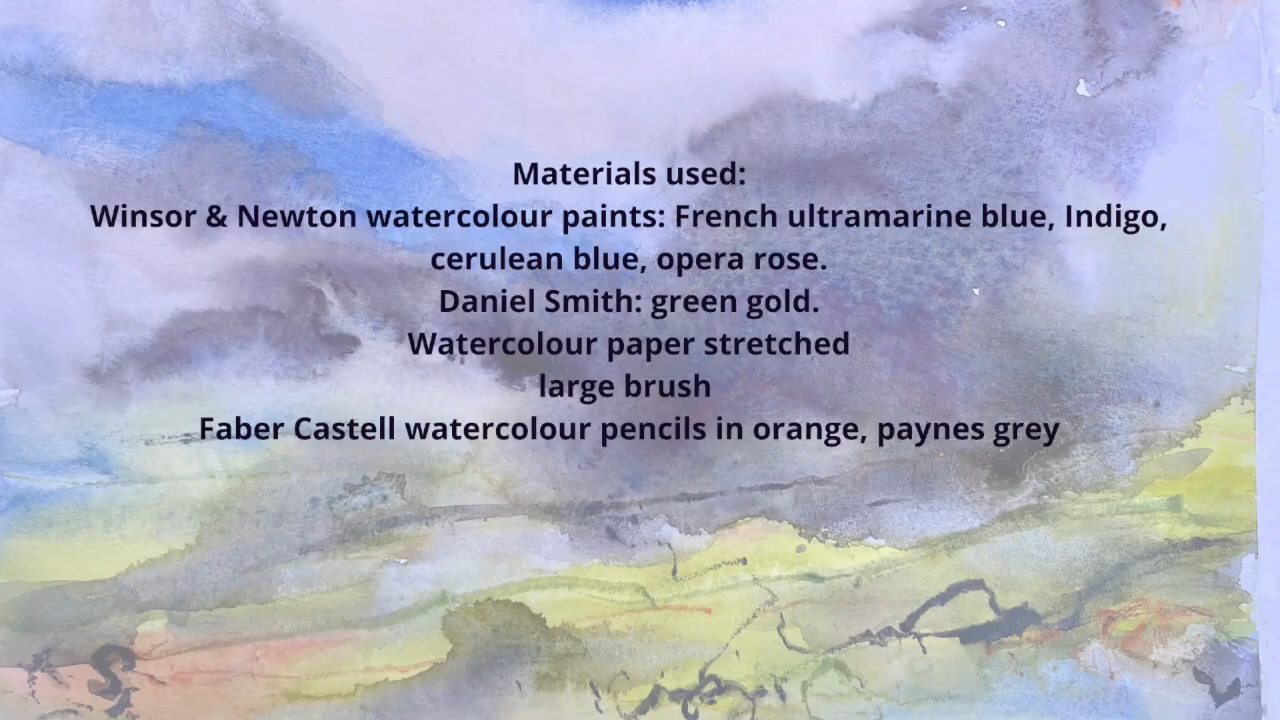 Materials used:
Winsor & Newton watercolour paints: French ultramarine blue, Indigo,
cerulean blue, opera rose.
Daniel Smith: green gold.
Watercolour paper stretched
large brush
Faber Castell watercolour pencils in orange, paynes grey